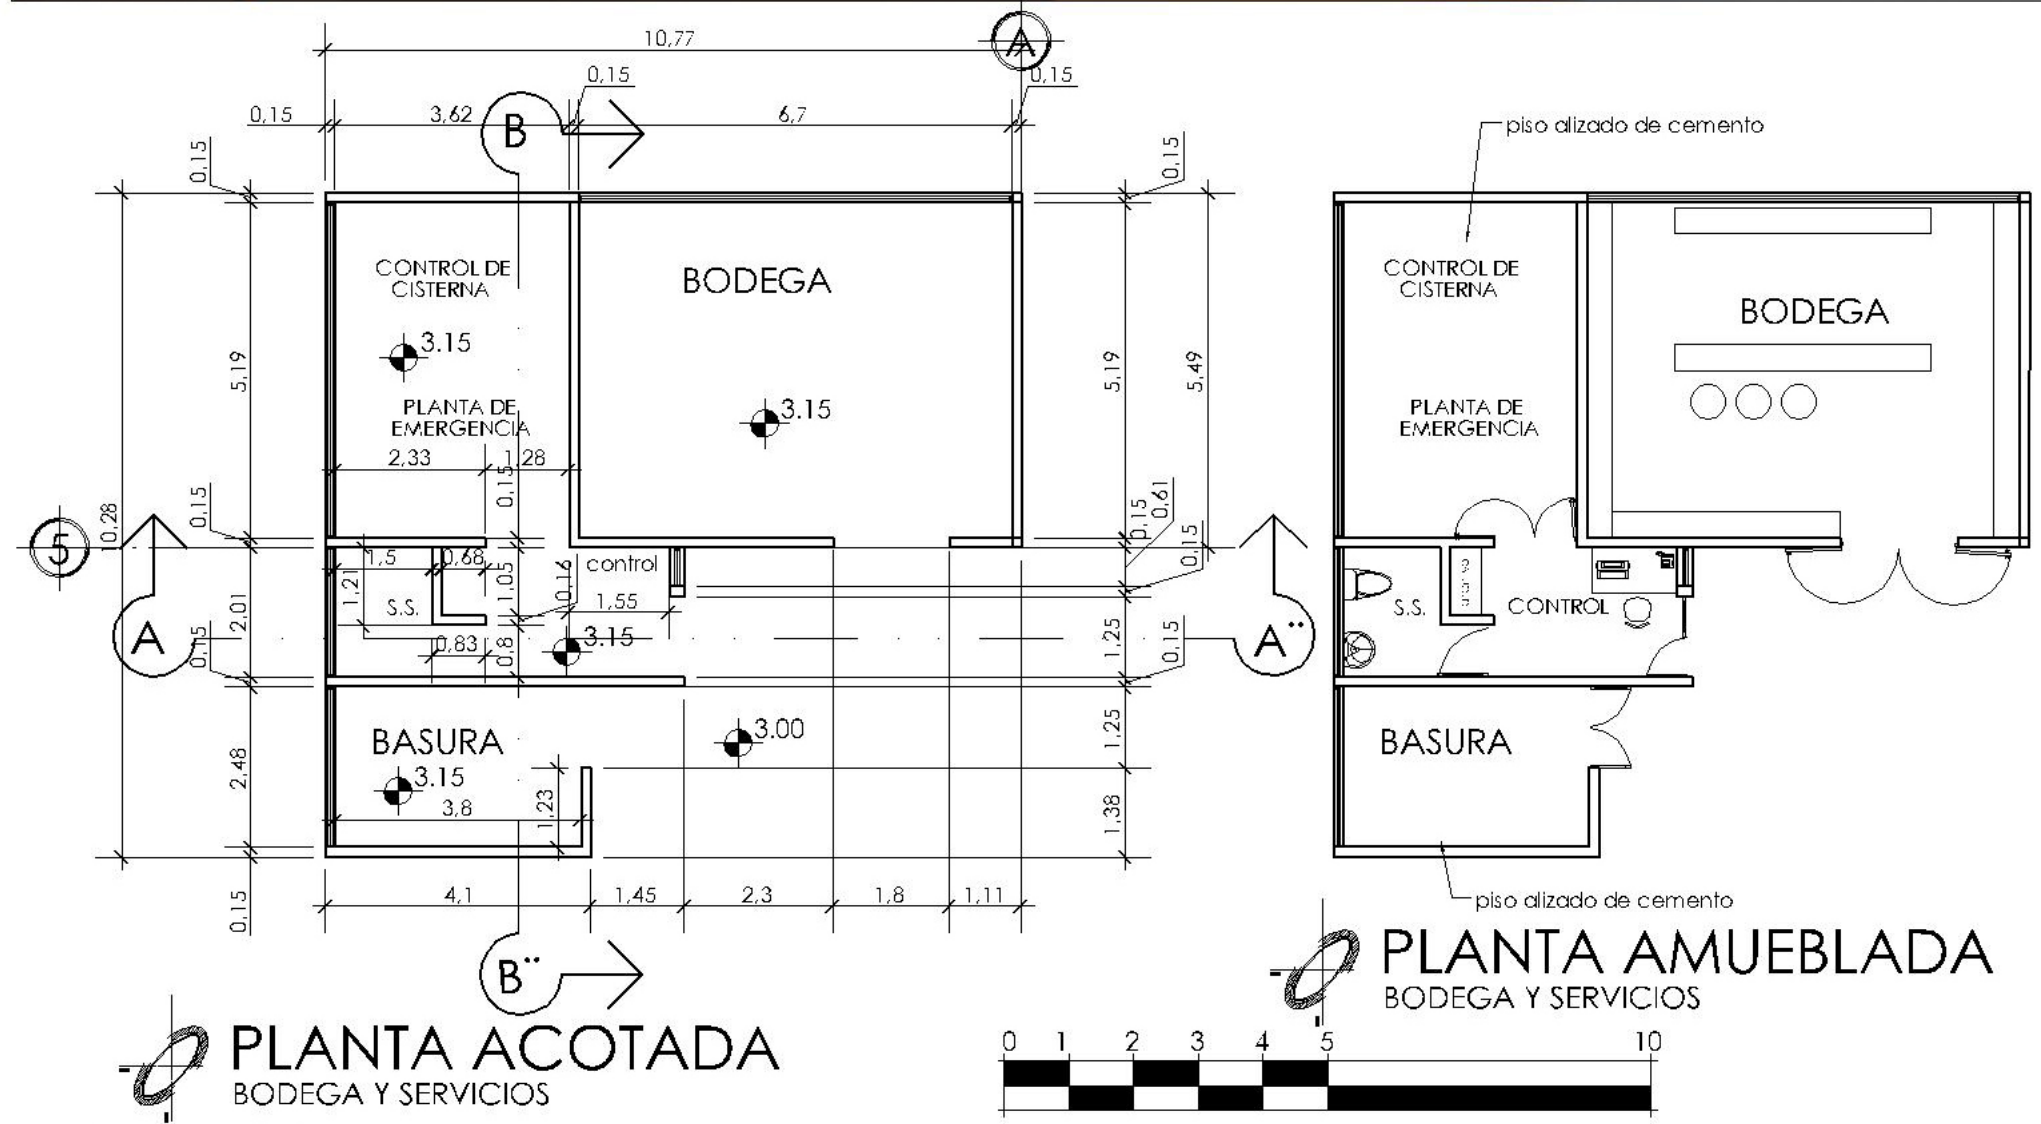 10,77
A
0,15
0,15
0,15
3,62
6,7
B
piso alizado de cemento
0,15
0,15
CONTROL DE
CISTERNA
BODEGA
3.15
5,19
PLANTA DE
EMERGENCIA
3.15
5,19
5,49
2,33
1,28
0,15
0,15
0,15
0,61
0,15
10,28
5
control
1,5
0,68
1,21
1,05
0,16
S.S.
1,55
2,01
A
0,15
0,83
0,8
3.15
1,25
0,15
A¨
BASURA
3.15
3.00
1,25
2,48
3,8
1,23
1,38
0,15
4,1
1,45
2,3
1,8
1,11
B¨
PLANTA ACOTADA
BODEGA Y SERVICIOS
CONTROL DE
CISTERNA
BODEGA
PLANTA DE
EMERGENCIA
S.S.
CONTROL
BASURA
piso alizado de cemento
PLANTA AMUEBLADA
BODEGA Y SERVICIOS
0 1 2 3 4 5 10